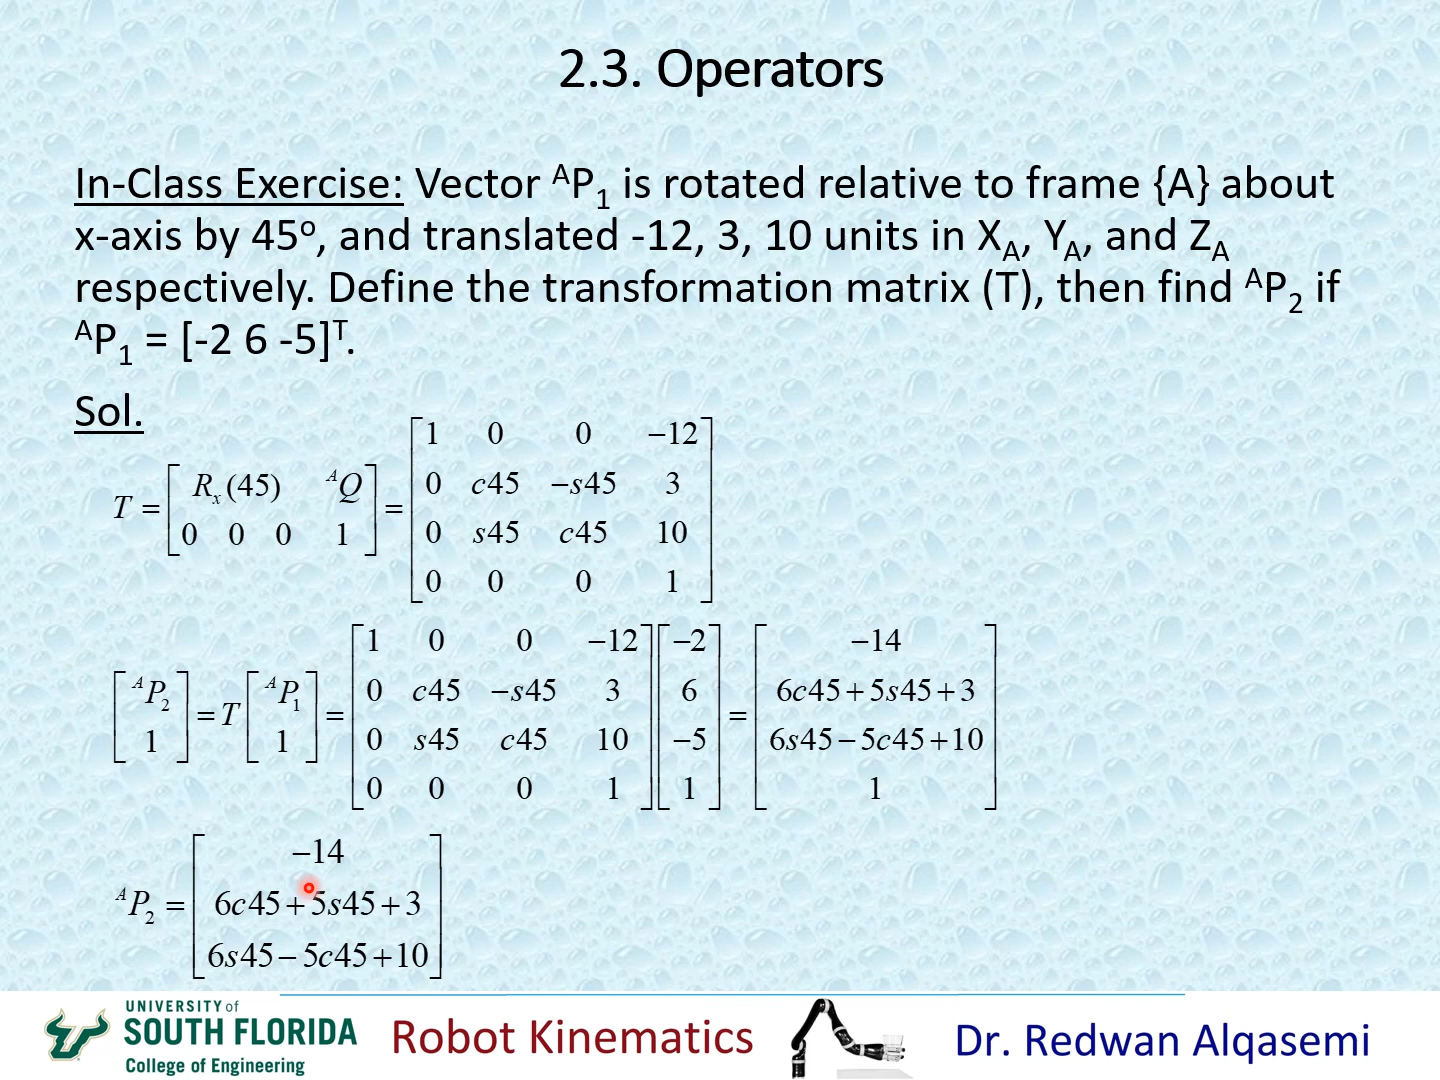 2.3. Operators
In-Class Exercise: Vector ᴬP₁ is rotated relative to frame {A} about
x-axis by 45º, and translated -12, 3, 10 units in X_A, Y_A, and Z_A
respectively. Define the transformation matrix (T), then find ᴬP₂ if
ᴬP₁ = [-2 6 -5]ᵀ.
Sol.
T = [Rₓ(45) ᴬQ; 0 0 0 1] = [1 0 0 −12; 0 c45 −s45 3; 0 s45 c45 10; 0 0 0 1]
[ᴬP₂; 1] = T [ᴬP₁; 1] = [1 0 0 −12; 0 c45 −s45 3; 0 s45 c45 10; 0 0 0 1] [−2; 6; −5; 1] = [−14; 6c45 + 5s45 + 3; 6s45 − 5c45 + 10; 1]
ᴬP₂ = [−14; 6c45 + 5s45 + 3; 6s45 − 5c45 + 10]
UNIVERSITY of
SOUTH FLORIDA
College of Engineering
Robot Kinematics
Dr. Redwan Alqasemi